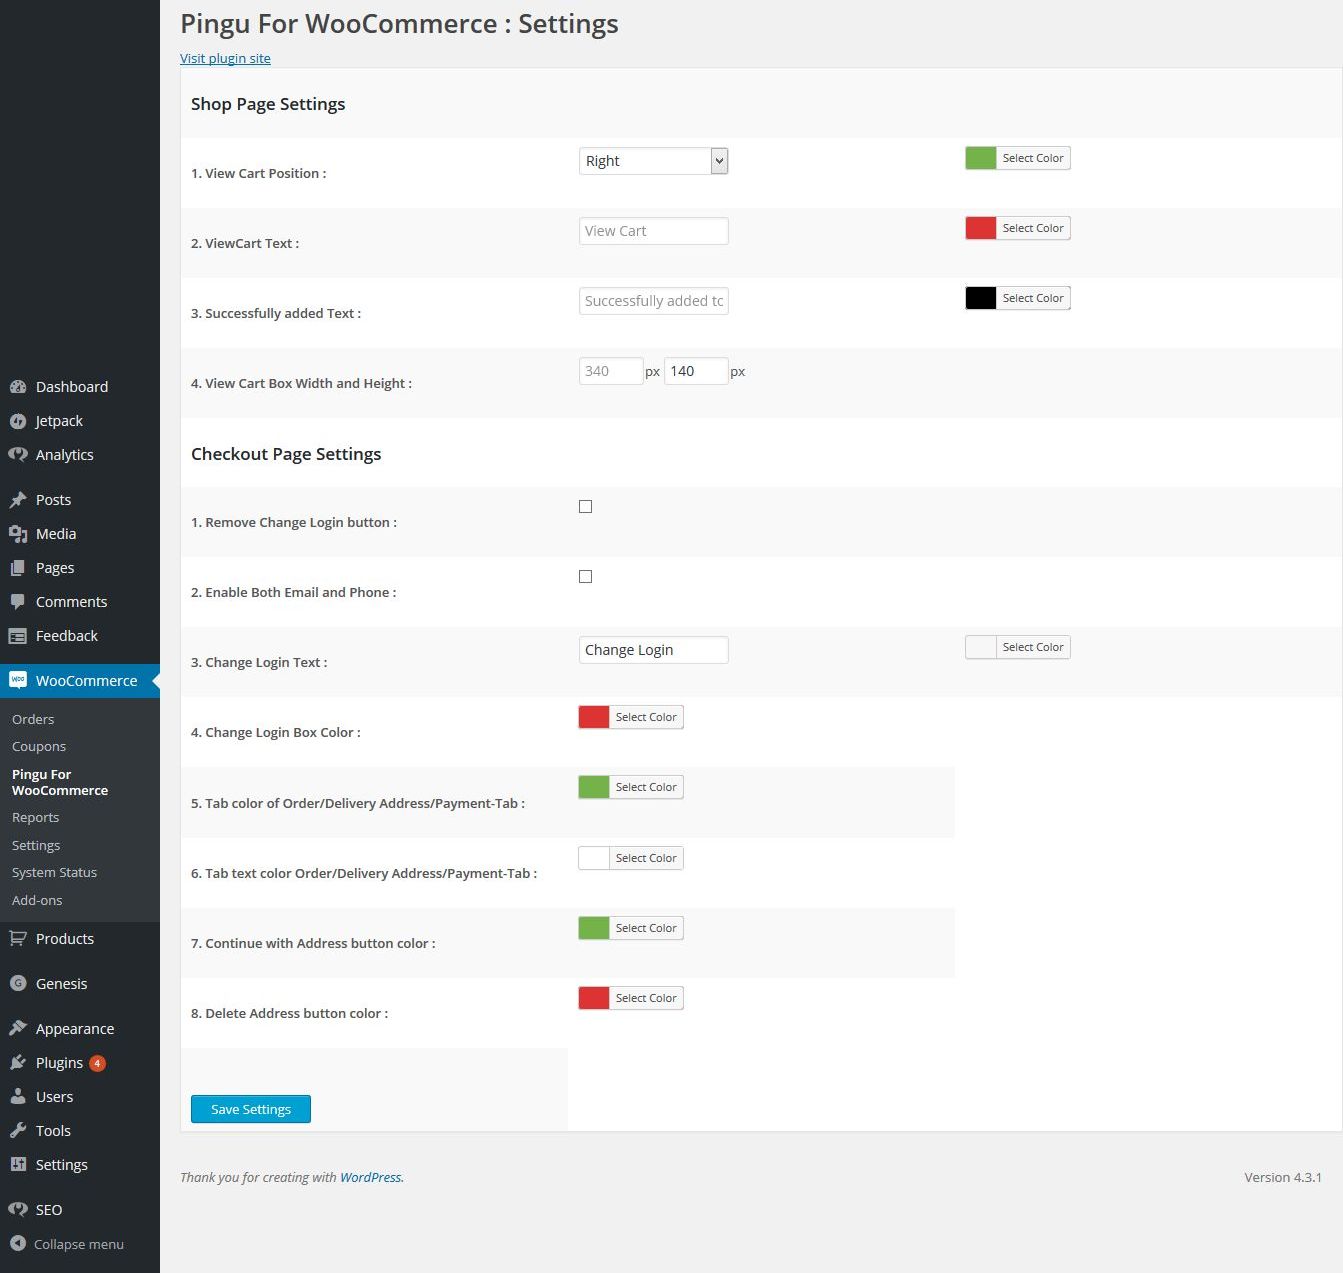 Pingu For WooCommerce : Settings
Visit plugin site
Shop Page Settings
1. View Cart Position :
Right
Select Color
2. ViewCart Text :
View Cart
Select Color
3. Successfully added Text :
Successfully added tc
Select Color
4. View Cart Box Width and Height :
340 px 140 px
Checkout Page Settings
1. Remove Change Login button :
2. Enable Both Email and Phone :
3. Change Login Text :
Change Login
Select Color
4. Change Login Box Color :
Select Color
5. Tab color of Order/Delivery Address/Payment-Tab :
Select Color
6. Tab text color Order/Delivery Address/Payment-Tab :
Select Color
7. Continue with Address button color :
Select Color
8. Delete Address button color :
Select Color
Save Settings
Thank you for creating with WordPress.
Version 4.3.1
Dashboard
Jetpack
Analytics
Posts
Media
Pages
Comments
Feedback
Woo
WooCommerce
Orders
Coupons
Pingu For
WooCommerce
Reports
Settings
System Status
Add-ons
Products
G
Genesis
Appearance
Plugins 4
Users
Tools
Settings
SEO
Collapse menu